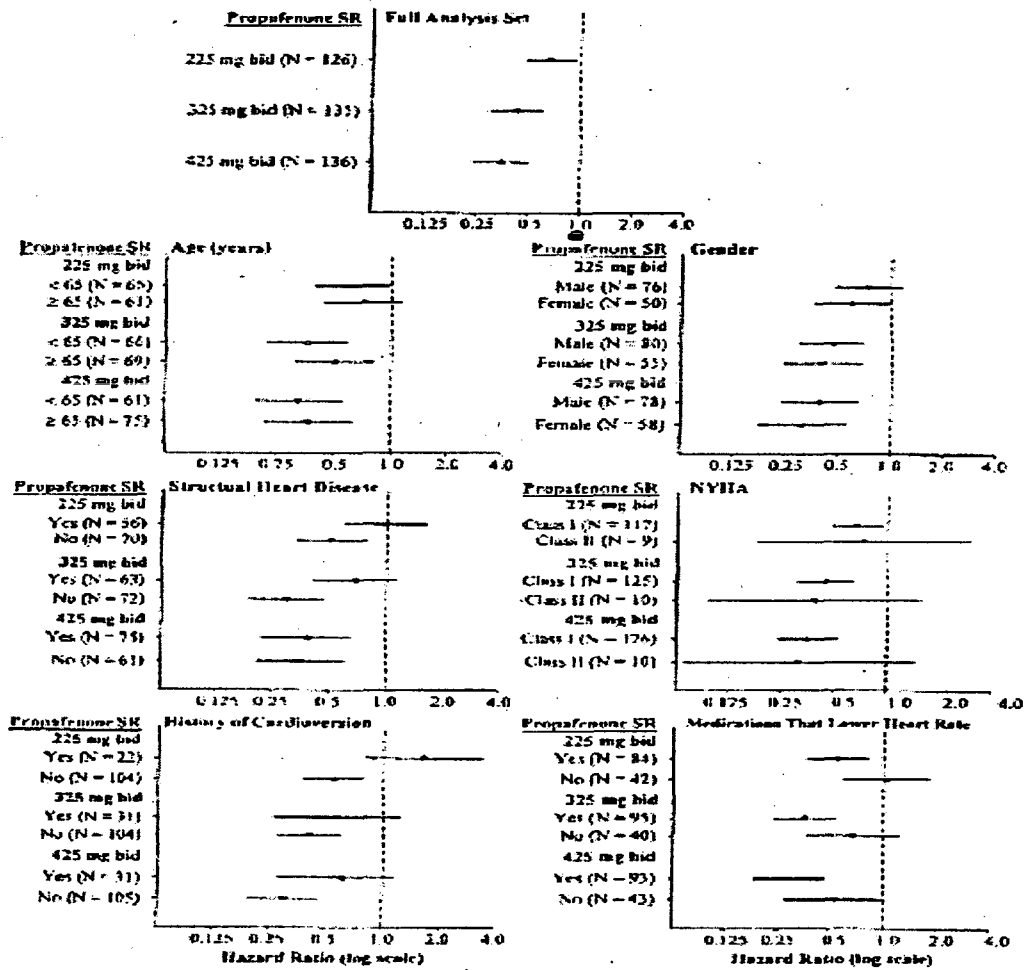 Propafenone SR Full Analysis Set
225 mg bid (N = 126)
325 mg bid (N = 135)
425 mg bid (N = 136)
0.125 0.25 0.5 1.0 2.0 4.0
Propafenone SR Age (years)
225 mg bid
< 65 (N = 65)
≥ 65 (N = 61)
325 mg bid
< 65 (N = 66)
≥ 65 (N = 69)
425 mg bid
< 65 (N = 61)
≥ 65 (N = 75)
0.125 0.25 0.5 1.0 2.0 4.0
Propafenone SR Gender
225 mg bid
Male (N = 76)
Female (N = 50)
325 mg bid
Male (N = 80)
Female (N = 55)
425 mg bid
Male (N = 78)
Female (N = 58)
0.125 0.25 0.5 1.0 2.0 4.0
Propafenone SR Structual Heart Disease
225 mg bid
Yes (N = 56)
No (N = 70)
325 mg bid
Yes (N = 63)
No (N = 72)
425 mg bid
Yes (N = 75)
No (N = 61)
0.125 0.25 0.5 1.0 2.0 4.0
Propafenone SR NYHA
225 mg bid
Class I (N = 117)
Class II (N = 9)
325 mg bid
Class I (N = 125)
Class II (N = 10)
425 mg bid
Class I (N = 126)
Class II (N = 10)
0.125 0.25 0.5 1.0 2.0 4.0
Propafenone SR History of Cardioversion
225 mg bid
Yes (N = 22)
No (N = 104)
325 mg bid
Yes (N = 31)
No (N = 104)
425 mg bid
Yes (N = 31)
No (N = 105)
0.125 0.25 0.5 1.0 2.0 4.0
Hazard Ratio (log scale)
Propafenone SR Medications That Lower Heart Rate
225 mg bid
Yes (N = 84)
No (N = 42)
325 mg bid
Yes (N = 95)
No (N = 40)
425 mg bid
Yes (N = 93)
No (N = 43)
0.125 0.25 0.5 1.0 2.0 4.0
Hazard Ratio (log scale)